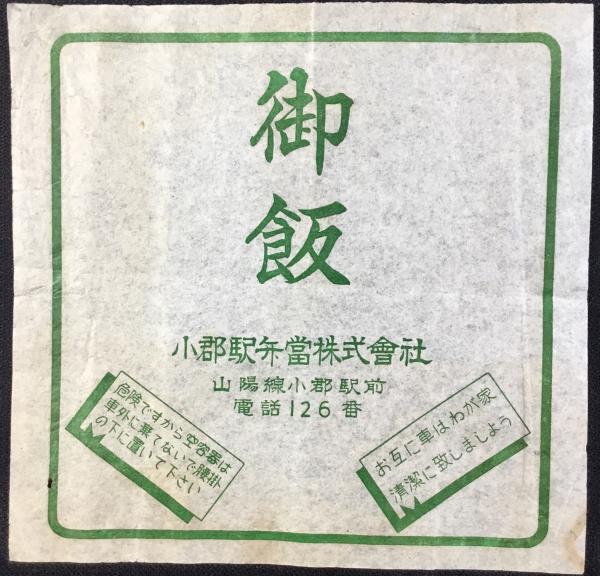 御飯
小郡駅弁當株式會社
山陽線小郡駅前
電話126番
危険ですから空容器は
車外に棄てないで腰掛
の下に置いて下さい
お互に車はわが家
清潔に致しましよう